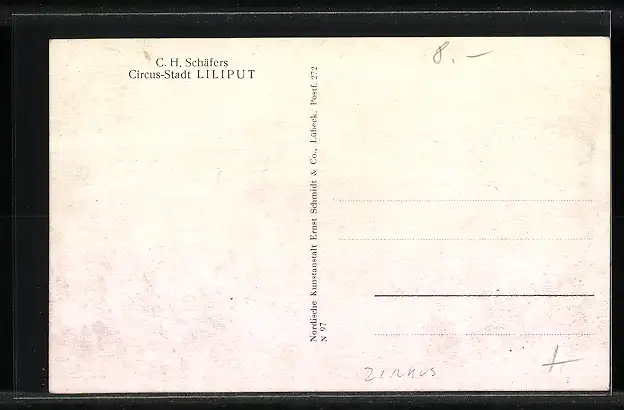 C. H. Schäfers
Circus-Stadt LILIPUT
Nordische Kunstanstalt Ernst Schmidt & Co., Lübeck, Postf. 272
N 97
8.—
ZIRKUS